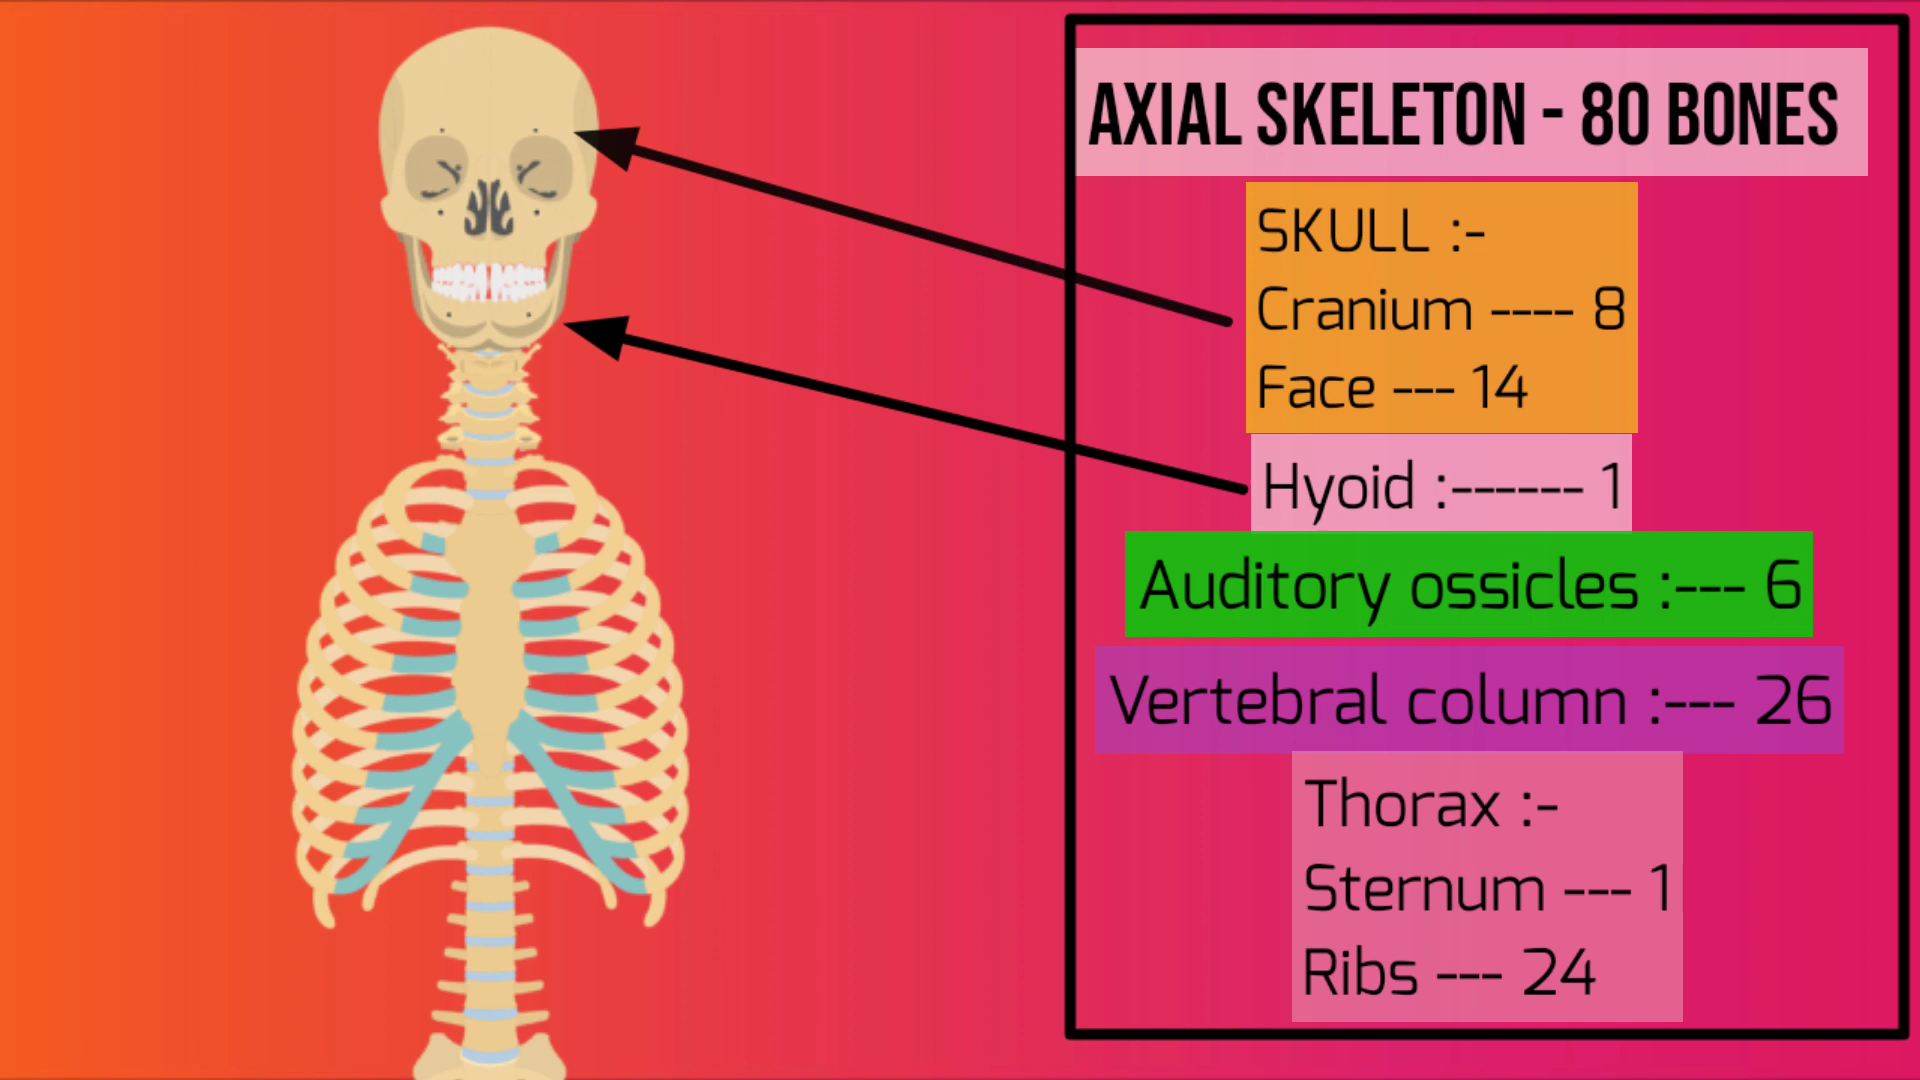 AXIAL SKELETON - 80 BONES
SKULL :-
Cranium ---- 8
Face --- 14
Hyoid :------ 1
Auditory ossicles :--- 6
Vertebral column :--- 26
Thorax :-
Sternum --- 1
Ribs --- 24